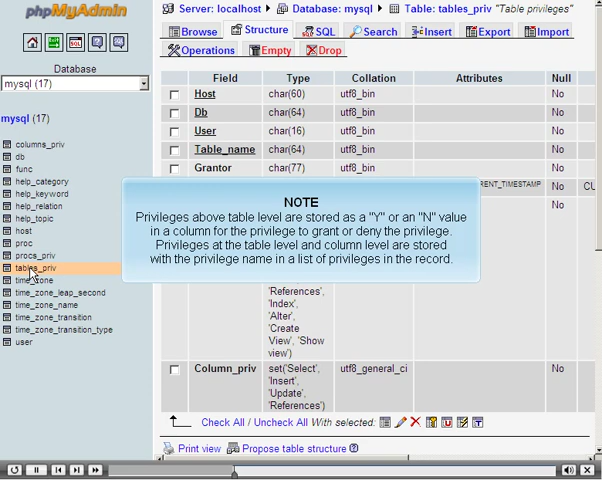 phpMyAdmin
Server: localhost Database: mysql Table: tables_priv "Table privileges"
Browse Structure SQL Search Insert Export Import
Operations Empty Drop
Database
mysql (17)
mysql (17)
columns_priv
db
func
help_category
help_keyword
help_relation
help_topic
host
proc
procs_priv
tables_priv
time_zone
time_zone_leap_second
time_zone_name
time_zone_transition
time_zone_transition_type
user
Field Type Collation Attributes Null
Host char(60) utf8_bin No
Db char(64) utf8_bin No
User char(16) utf8_bin No
Table_name char(64) utf8_bin No
Grantor char(77) utf8_bin No
No
No
NOTE
Privileges above table level are stored as a "Y" or an "N" value
in a column for the privilege to grant or deny the privilege.
Privileges at the table level and column level are stored
with the privilege name in a list of privileges in the record.
'References',
'Index',
'Alter',
'Create
View', 'Show
view')
Column_priv set('Select', utf8_general_ci No
'Insert',
'Update',
'References')
Check All / Uncheck All With selected:
Print view Propose table structure